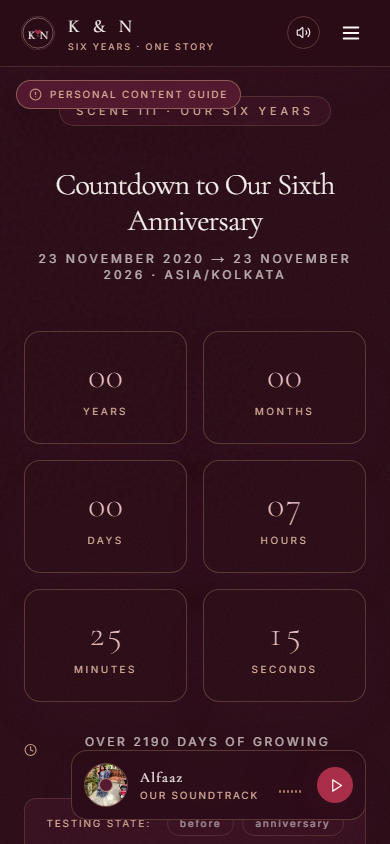 K & N
K N
SIX YEARS · ONE STORY
PERSONAL CONTENT GUIDE
SCENE III · OUR SIX YEARS
Countdown to Our Sixth
Anniversary
23 NOVEMBER 2020 → 23 NOVEMBER
2026 · ASIA/KOLKATA
00
YEARS
00
MONTHS
00
DAYS
07
HOURS
25
MINUTES
15
SECONDS
OVER 2190 DAYS OF GROWING
Alfaaz
OUR SOUNDTRACK
TESTING STATE:
before
anniversary